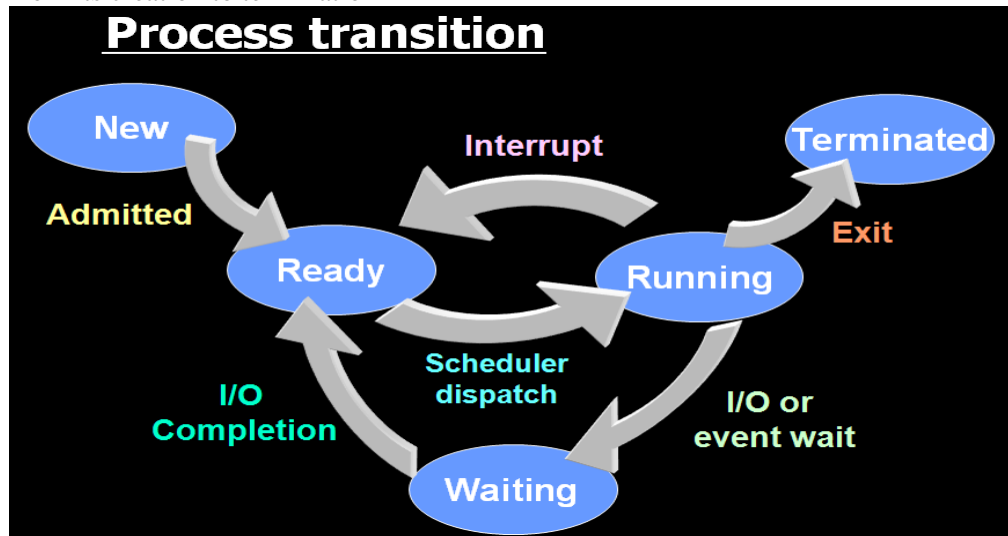 Process transition
New
Terminated
Interrupt
Admitted
Exit
Ready
Running
Scheduler
dispatch
I/O
Completion
I/O or
event wait
Waiting